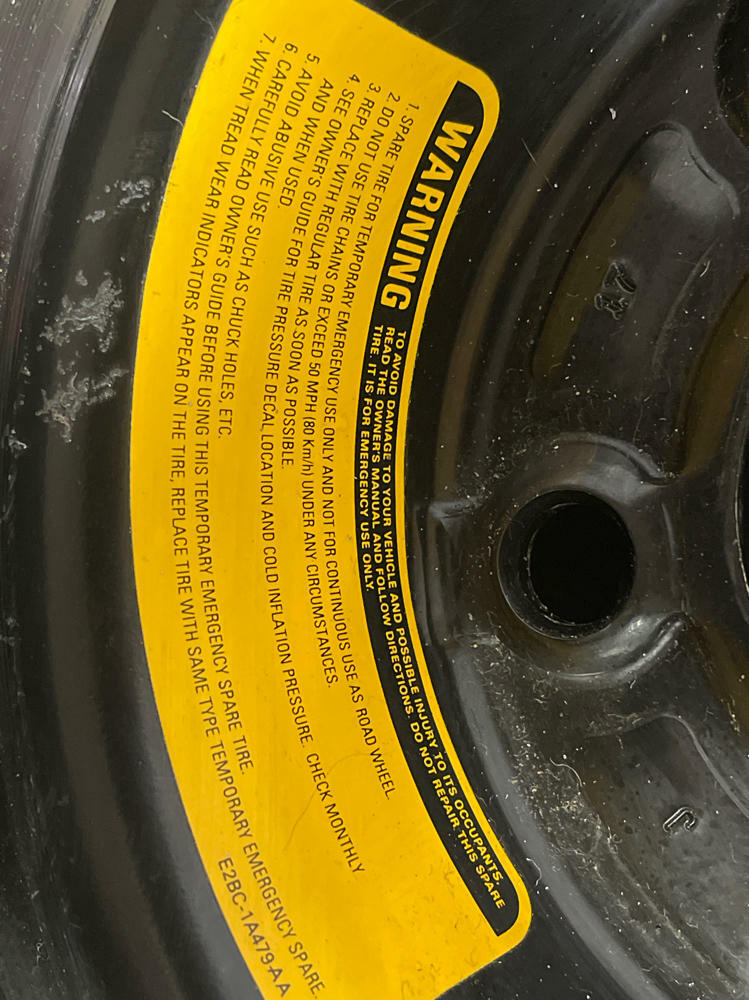 WARNING
TO AVOID DAMAGE TO YOUR VEHICLE AND POSSIBLE INJURY TO ITS OCCUPANTS,
READ THE OWNER'S MANUAL AND FOLLOW DIRECTIONS. DO NOT REPAIR THIS SPARE
TIRE. IT IS FOR EMERGENCY USE ONLY.
1. SPARE TIRE FOR TEMPORARY EMERGENCY USE ONLY AND NOT FOR CONTINUOUS USE AS ROAD WHEEL.
2. DO NOT USE TIRE CHAINS OR EXCEED 50 MPH (80 Km/h) UNDER ANY CIRCUMSTANCES.
3. REPLACE WITH REGULAR TIRE AS SOON AS POSSIBLE.
4. SEE OWNER'S GUIDE FOR TIRE PRESSURE DECAL LOCATION AND COLD INFLATION PRESSURE. CHECK MONTHLY
AND WHEN USED.
5. AVOID ABUSIVE USE SUCH AS CHUCK HOLES, ETC.
6. CAREFULLY READ OWNER'S GUIDE BEFORE USING THIS TEMPORARY EMERGENCY SPARE TIRE.
7. WHEN TREAD WEAR INDICATORS APPEAR ON THE TIRE, REPLACE TIRE WITH SAME TYPE TEMPORARY EMERGENCY SPARE.
E2BC-1A479-AA